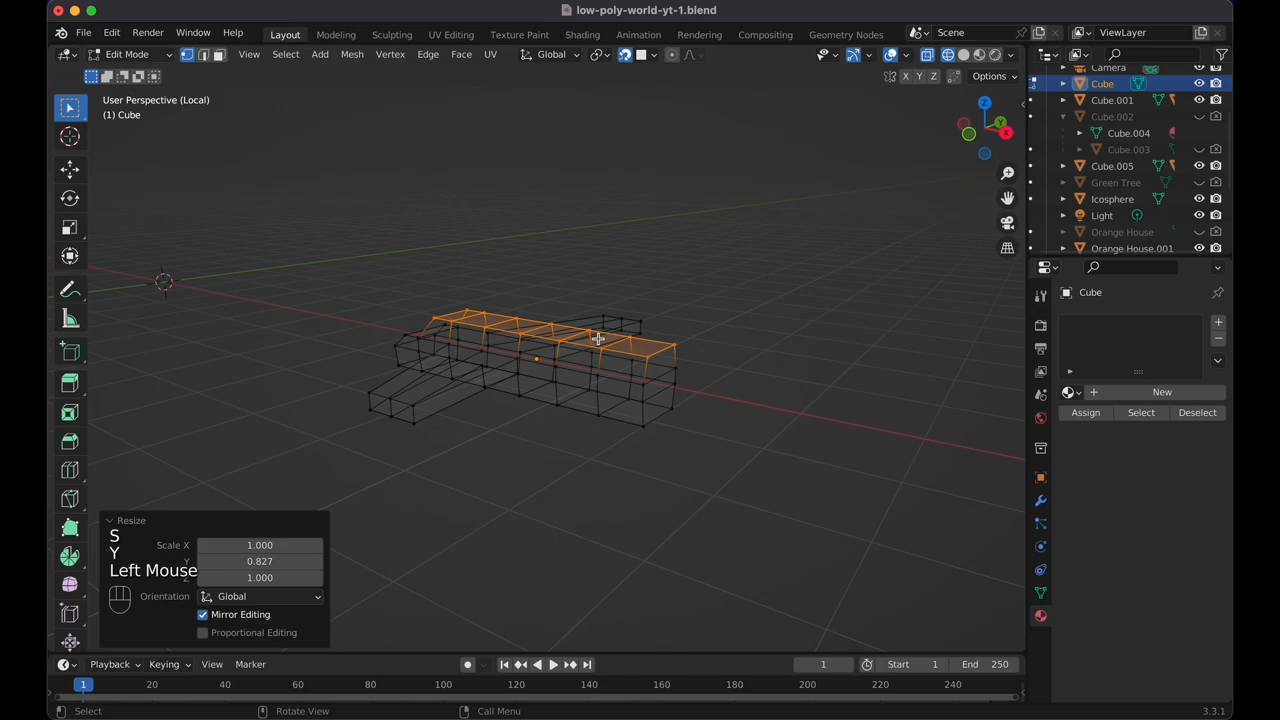 low-poly-world-yt-1.blend
File Edit Render Window Help Layout Modeling Sculpting UV Editing Texture Paint Shading Animation Rendering Compositing Geometry Nodes Scene ViewLayer
Edit Mode View Select Add Mesh Vertex Edge Face UV Global
X Y Z Options
User Perspective (Local)
(1) Cube
Z
Y
X
Camera
Cube
Cube.001
Cube.002
Cube.004
Cube.003
Cube.005
Green Tree
Icosphere
Light
Orange House
Orange House.001
Cube
New
Assign Select Deselect
Resize
S
Scale X 1.000
Y
Y 0.827
Left Mouse
Z 1.000
Orientation Global
Mirror Editing
Proportional Editing
Playback Keying View Marker 1 Start 1 End 250
1 20 40 60 80 100 120 140 160 180 200 220 240
Select Rotate View Call Menu 3.3.1